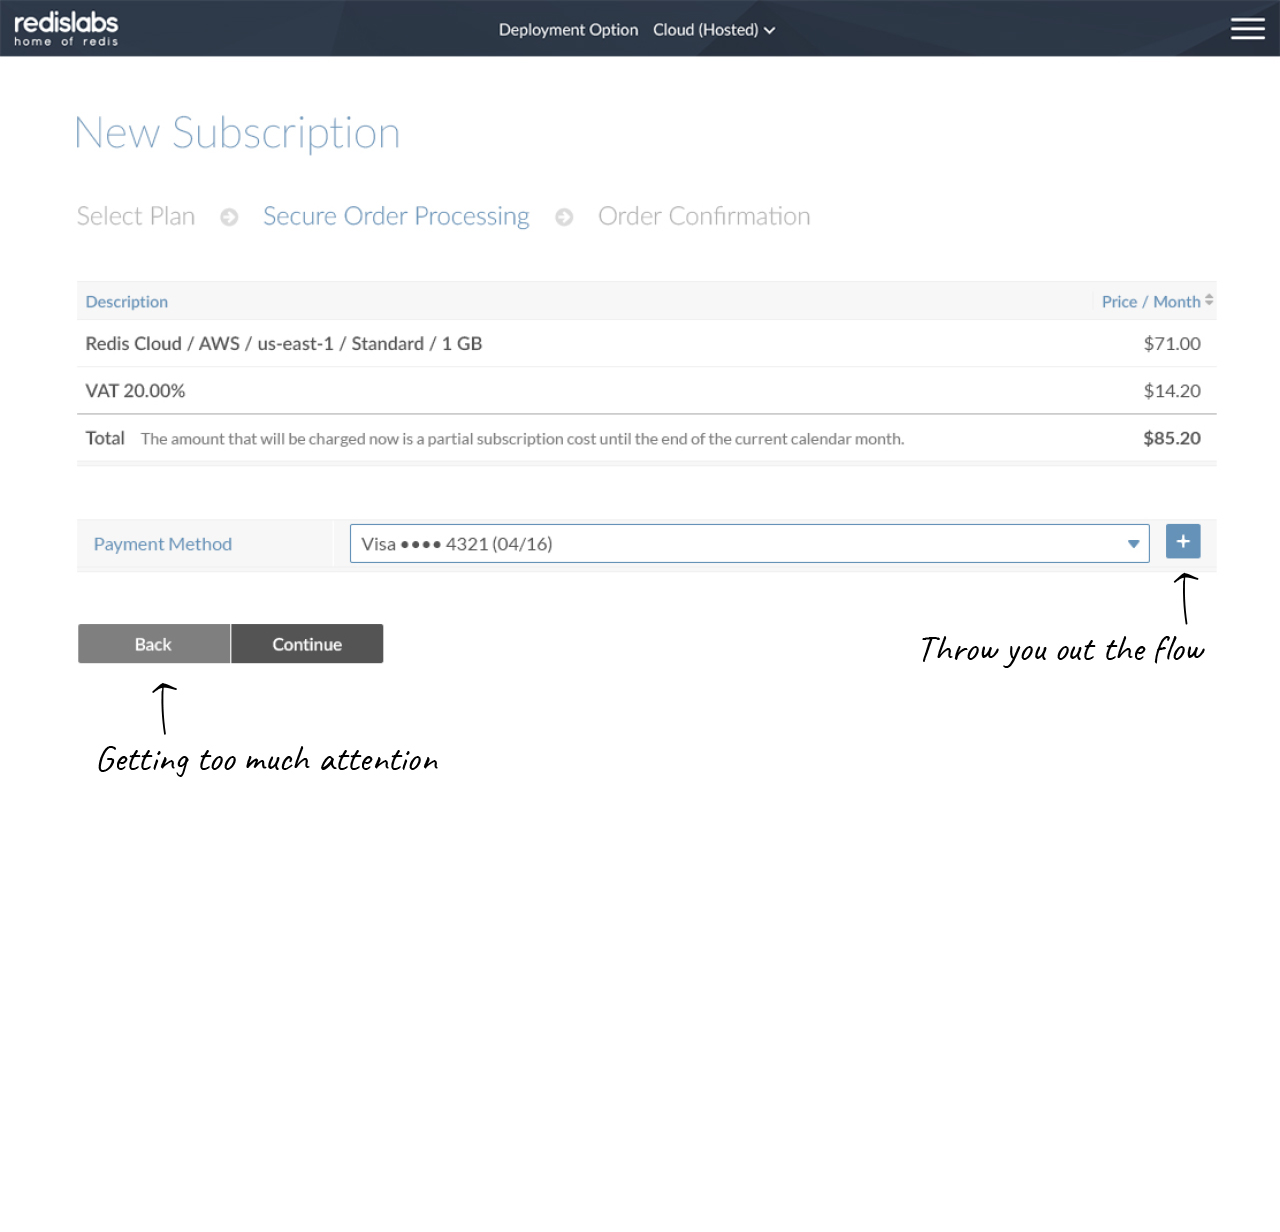 redislabs
home of redis
Deployment Option Cloud (Hosted)
New Subscription
Select Plan Secure Order Processing Order Confirmation
Description Price / Month
Redis Cloud / AWS / us-east-1 / Standard / 1 GB $71.00
VAT 20.00% $14.20
Total The amount that will be charged now is a partial subscription cost until the end of the current calendar month. $85.20
Payment Method Visa •••• 4321 (04/16) +
Back Continue
Throw you out the flow
Getting too much attention